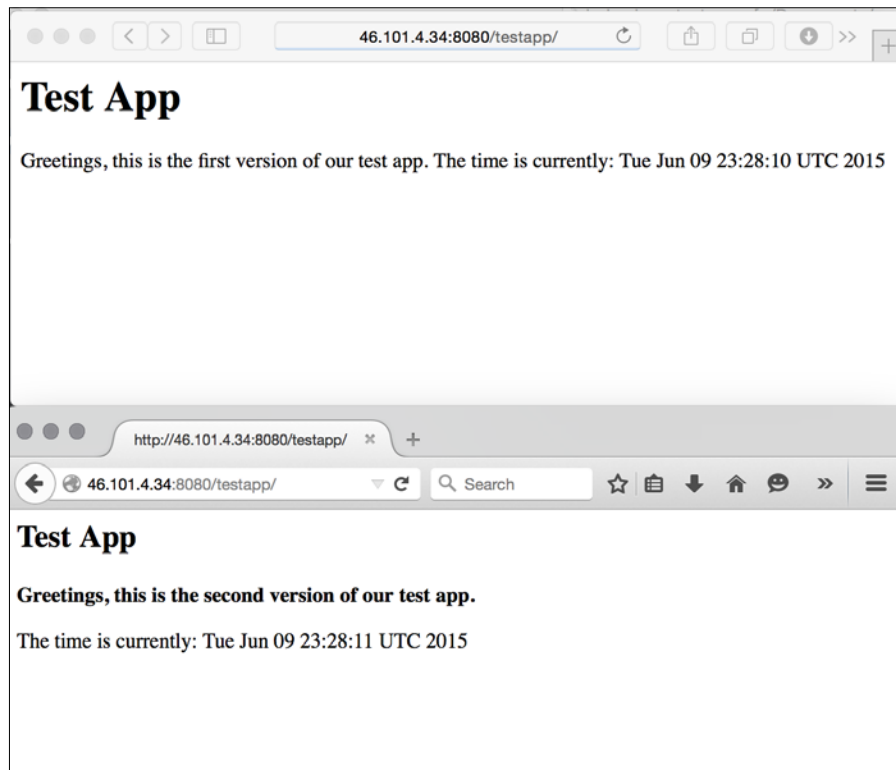 46.101.4.34:8080/testapp/
Test App
Greetings, this is the first version of our test app. The time is currently: Tue Jun 09 23:28:10 UTC 2015
http://46.101.4.34:8080/testapp/
46.101.4.34:8080/testapp/
Search
Test App
Greetings, this is the second version of our test app.
The time is currently: Tue Jun 09 23:28:11 UTC 2015